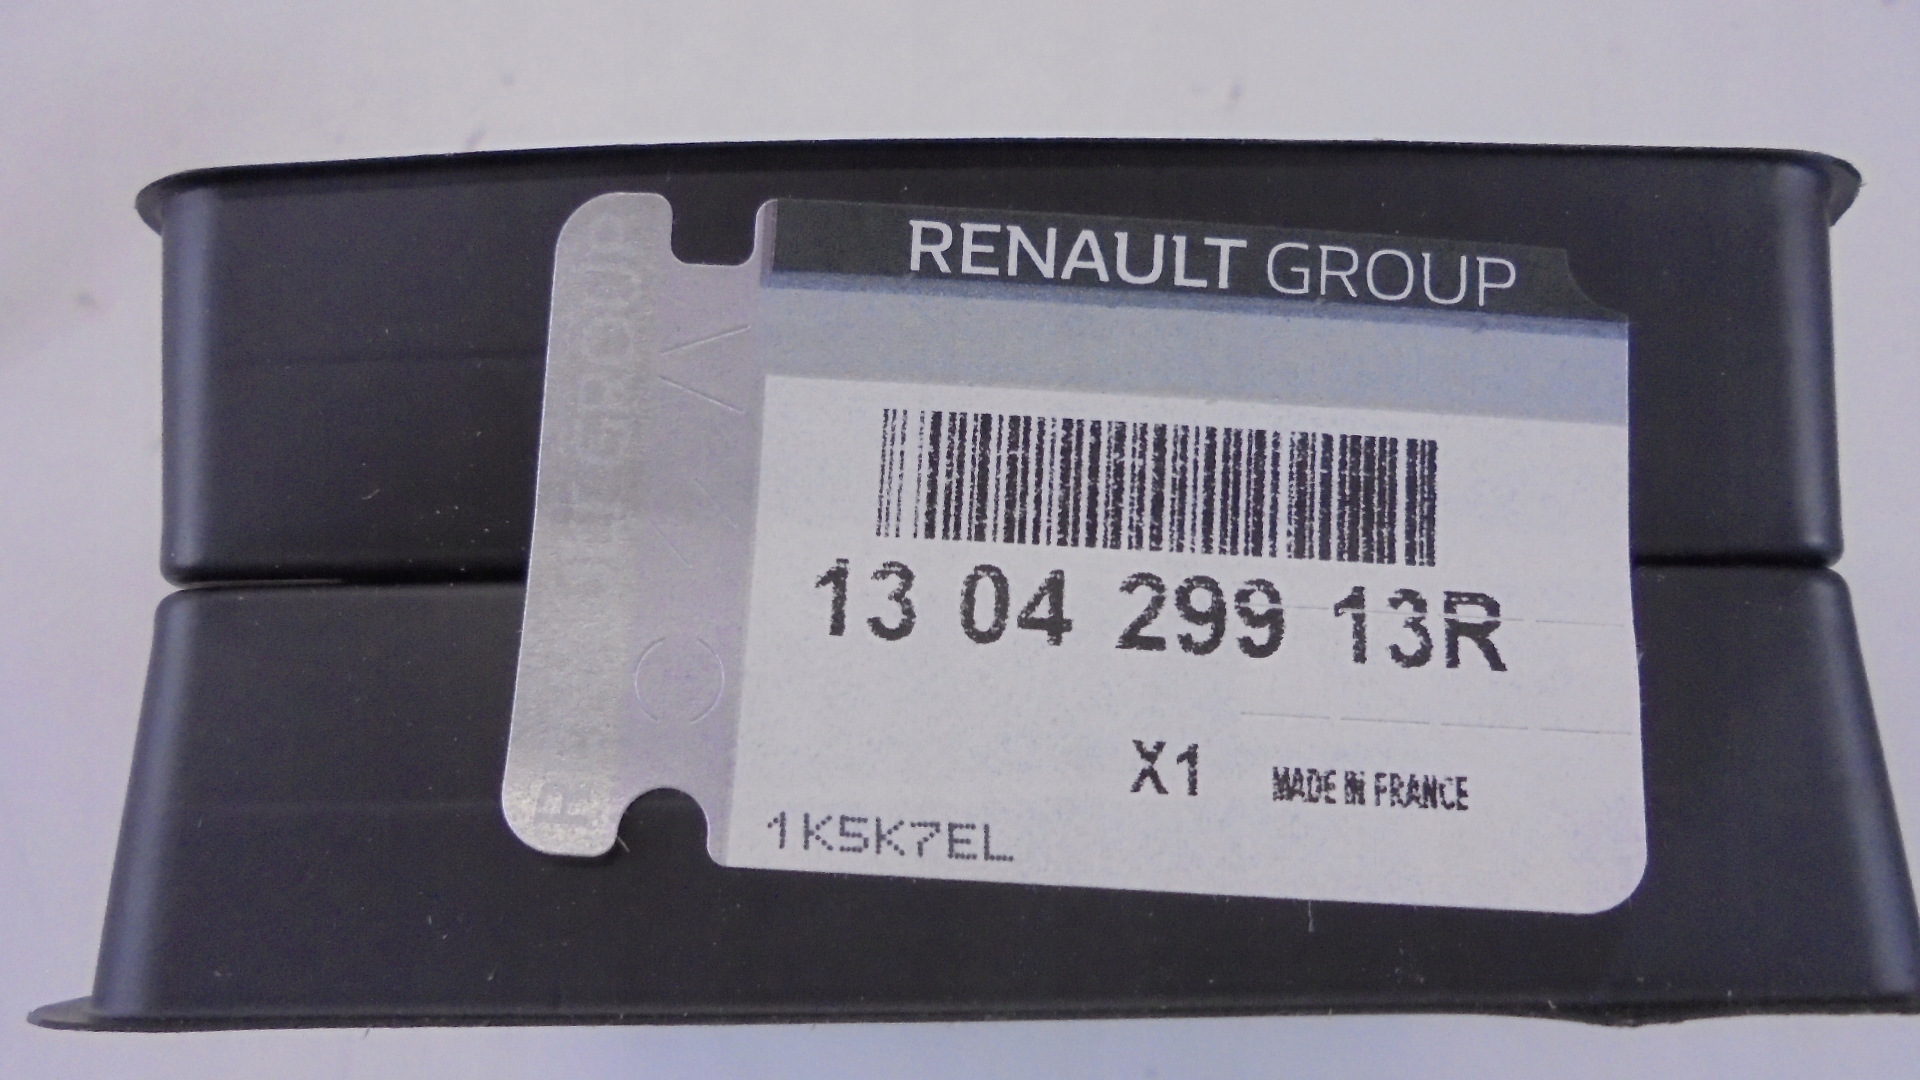 RENAULT GROUP
13 04 299 13R
X1 MADE IN FRANCE
1K5K7EL